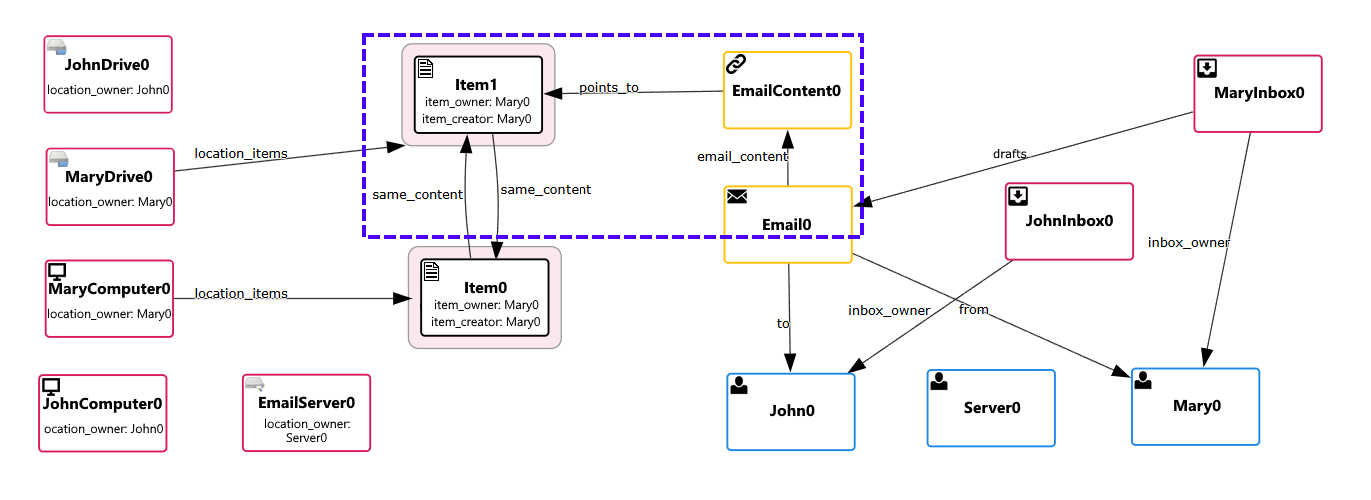 JohnDrive0
location_owner: John0
Item1
item_owner: Mary0
item_creator: Mary0
points_to
EmailContent0
MaryInbox0
MaryDrive0
location_owner: Mary0
location_items
same_content
same_content
email_content
drafts
Email0
JohnInbox0
inbox_owner
MaryComputer0
location_owner: Mary0
location_items
Item0
item_owner: Mary0
item_creator: Mary0
to
inbox_owner
from
JohnComputer0
ocation_owner: John0
EmailServer0
location_owner:
Server0
John0
Server0
Mary0